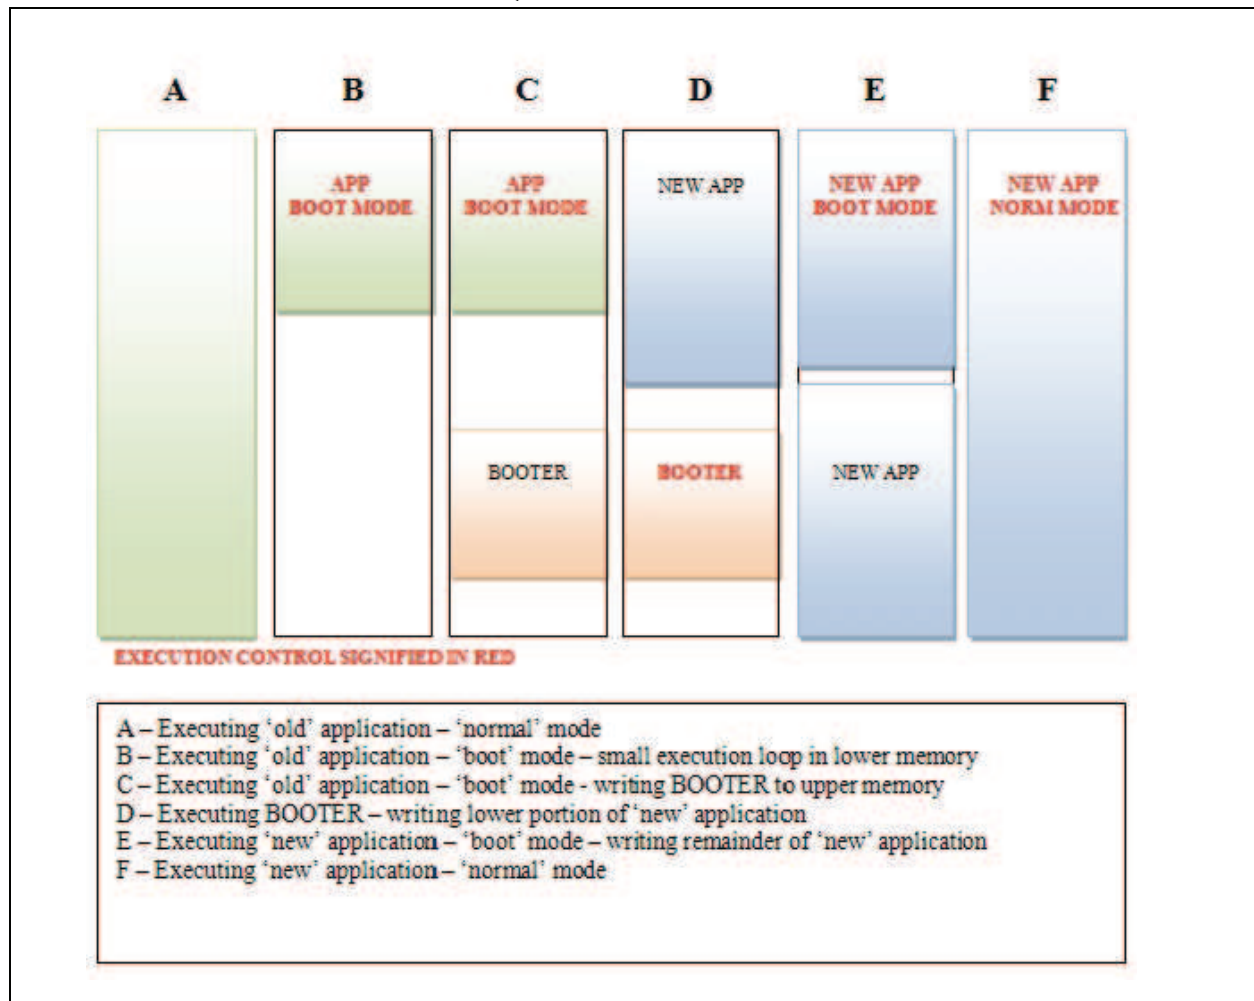 A B C D E F
APP
BOOT MODE
APP
BOOT MODE
NEW APP
NEW APP
BOOT MODE
NEW APP
NORM MODE
BOOTER
BOOTER
NEW APP
EXECUTION CONTROL SIGNIFIED IN RED
A – Executing ‘old’ application – ‘normal’ mode
B – Executing ‘old’ application – ‘boot’ mode – small execution loop in lower memory
C – Executing ‘old’ application – ‘boot’ mode - writing BOOTER to upper memory
D – Executing BOOTER – writing lower portion of ‘new’ application
E – Executing ‘new’ application – ‘boot’ mode – writing remainder of ‘new’ application
F – Executing ‘new’ application – ‘normal’ mode